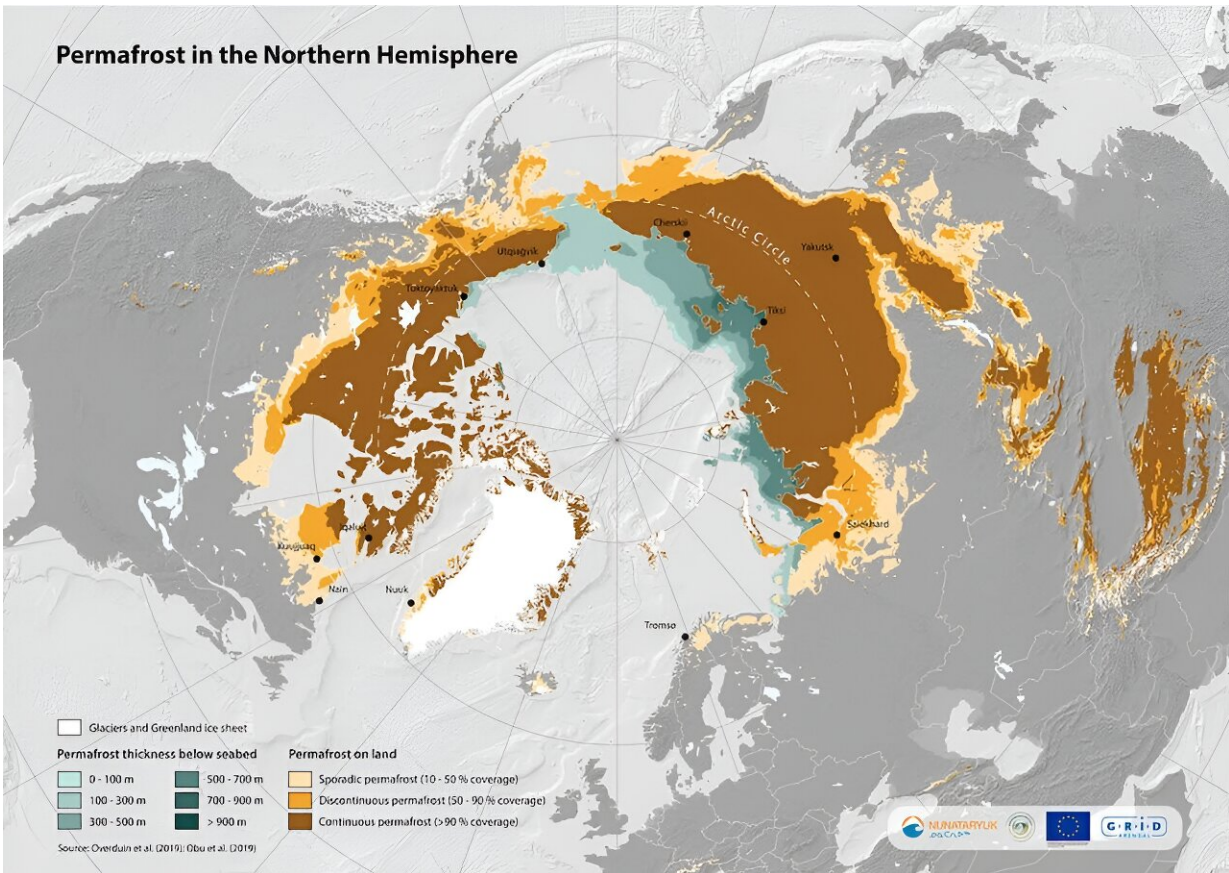 Permafrost in the Northern Hemisphere
Cherskii
Arctic Circle
Utqiaġvik
Yakutsk
Tuktoyaktuk
Tiksi
Iqaluit
Kuujjuaq
Salekhard
Nain
Nuuk
Tromsø
Glaciers and Greenland ice sheet
Permafrost thickness below seabed
0 - 100 m
100 - 300 m
300 - 500 m
500 - 700 m
700 - 900 m
> 900 m
Permafrost on land
Sporadic permafrost (10 - 50 % coverage)
Discontinuous permafrost (50 - 90 % coverage)
Continuous permafrost (>90 % coverage)
Source: Overduin et al. (2019); Obu et al. (2019)
NUNATARYUK
G·R·I·D
ARENDAL